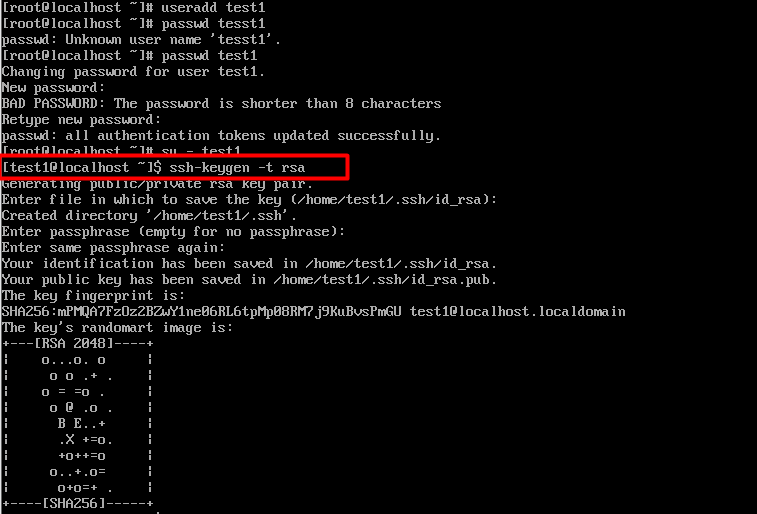 [root@localhost ~]# useradd test1
[root@localhost ~]# passwd tesst1
passwd: Unknown user name 'tesst1'.
[root@localhost ~]# passwd test1
Changing password for user test1.
New password:
BAD PASSWORD: The password is shorter than 8 characters
Retype new password:
passwd: all authentication tokens updated successfully.
[root@localhost ~]# su - test1
[test1@localhost ~]$ ssh-keygen -t rsa
Generating public/private rsa key pair.
Enter file in which to save the key (/home/test1/.ssh/id_rsa):
Created directory '/home/test1/.ssh'.
Enter passphrase (empty for no passphrase):
Enter same passphrase again:
Your identification has been saved in /home/test1/.ssh/id_rsa.
Your public key has been saved in /home/test1/.ssh/id_rsa.pub.
The key fingerprint is:
SHA256:mPMQA7FzOz2BZwY1ne06RL6tpMp08RM7j9KuBvsPmGU test1@localhost.localdomain
The key's randomart image is:
+---[RSA 2048]----+
|    o...o. o     |
|     o o .+ .    |
|    o = =o .     |
|     o @ .o .    |
|      B E..+     |
|      .X +=o.    |
|      +o++=o     |
|     o..+.o=     |
|      o+o=+ .    |
+----[SHA256]-----+